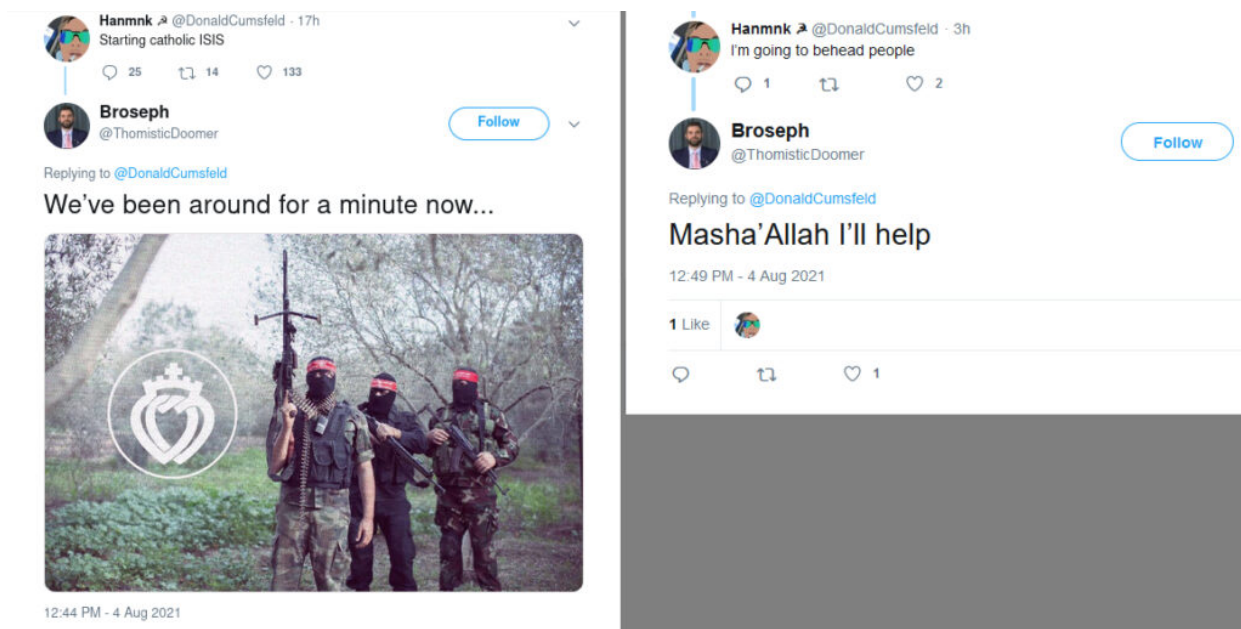 Hanmnk ☭ @DonaldCumsfeld · 17h
Starting catholic ISIS
25 14 133
Broseph
@ThomisticDoomer
Follow
Replying to @DonaldCumsfeld
We've been around for a minute now...
12:44 PM - 4 Aug 2021
Hanmnk ☭ @DonaldCumsfeld · 3h
I'm going to behead people
1 2
Broseph
@ThomisticDoomer
Follow
Replying to @DonaldCumsfeld
Masha'Allah I'll help
12:49 PM - 4 Aug 2021
1 Like
1